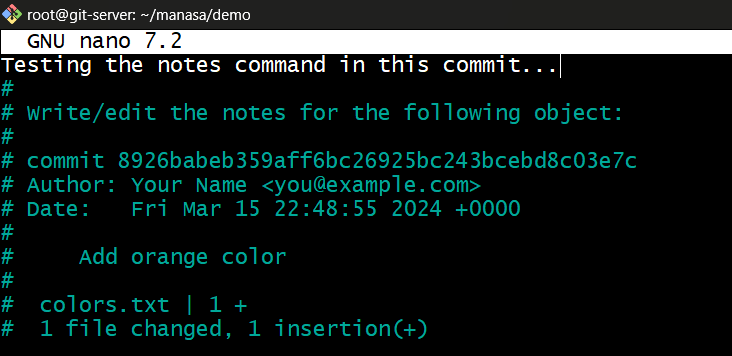 root@git-server: ~/manasa/demo
GNU nano 7.2
Testing the notes command in this commit...
#
# Write/edit the notes for the following object:
#
# commit 8926babeb359aff6bc26925bc243bcebd8c03e7c
# Author: Your Name <you@example.com>
# Date:   Fri Mar 15 22:48:55 2024 +0000
#
#     Add orange color
#
#  colors.txt | 1 +
#  1 file changed, 1 insertion(+)